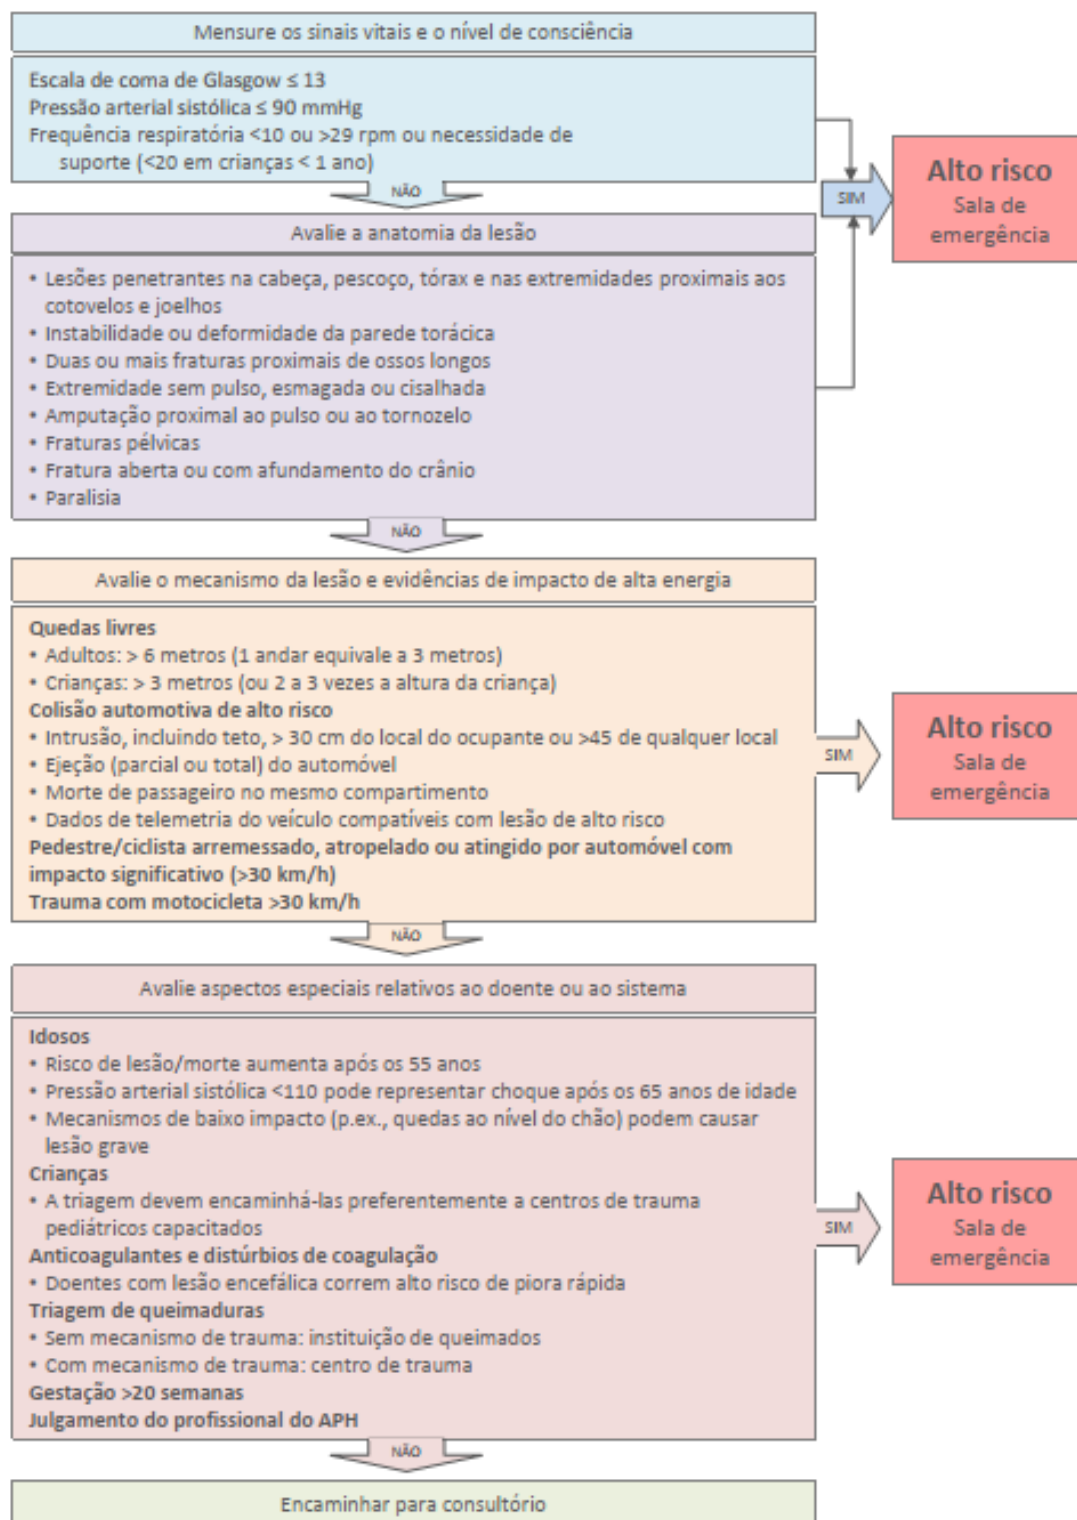 Mensure os sinais vitais e o nível de consciência
Escala de coma de Glasgow ≤ 13
Pressão arterial sistólica ≤ 90 mmHg
Frequência respiratória <10 ou >29 rpm ou necessidade de
suporte (<20 em crianças < 1 ano)
NÃO
SIM
Alto risco
Sala de
emergência
Avalie a anatomia da lesão
• Lesões penetrantes na cabeça, pescoço, tórax e nas extremidades proximais aos
cotovelos e joelhos
• Instabilidade ou deformidade da parede torácica
• Duas ou mais fraturas proximais de ossos longos
• Extremidade sem pulso, esmagada ou cisalhada
• Amputação proximal ao pulso ou ao tornozelo
• Fraturas pélvicas
• Fratura aberta ou com afundamento do crânio
• Paralisia
NÃO
Avalie o mecanismo da lesão e evidências de impacto de alta energia
Quedas livres
• Adultos: > 6 metros (1 andar equivale a 3 metros)
• Crianças: > 3 metros (ou 2 a 3 vezes a altura da criança)
Colisão automotiva de alto risco
• Intrusão, incluindo teto, > 30 cm do local do ocupante ou >45 de qualquer local
• Ejeção (parcial ou total) do automóvel
• Morte de passageiro no mesmo compartimento
• Dados de telemetria do veículo compatíveis com lesão de alto risco
Pedestre/ciclista arremessado, atropelado ou atingido por automóvel com
impacto significativo (>30 km/h)
Trauma com motocicleta >30 km/h
SIM
Alto risco
Sala de
emergência
NÃO
Avalie aspectos especiais relativos ao doente ou ao sistema
Idosos
• Risco de lesão/morte aumenta após os 55 anos
• Pressão arterial sistólica <110 pode representar choque após os 65 anos de idade
• Mecanismos de baixo impacto (p.ex., quedas ao nível do chão) podem causar
lesão grave
Crianças
• A triagem devem encaminhá-las preferentemente a centros de trauma
pediátricos capacitados
Anticoagulantes e distúrbios de coagulação
• Doentes com lesão encefálica correm alto risco de piora rápida
Triagem de queimaduras
• Sem mecanismo de trauma: instituição de queimados
• Com mecanismo de trauma: centro de trauma
Gestação >20 semanas
Julgamento do profissional do APH
SIM
Alto risco
Sala de
emergência
NÃO
Encaminhar para consultório